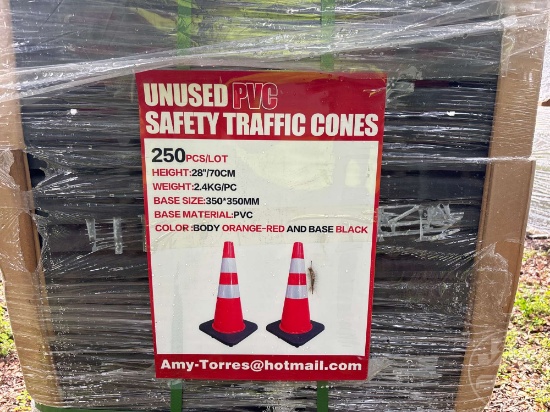 UNUSED PVC
SAFETY TRAFFIC CONES
250PCS/LOT
HEIGHT:28"/70CM
WEIGHT:2.4KG/PC
BASE SIZE:350*350MM
BASE MATERIAL:PVC
COLOR :BODY ORANGE-RED AND BASE BLACK
Amy-Torres@hotmail.com